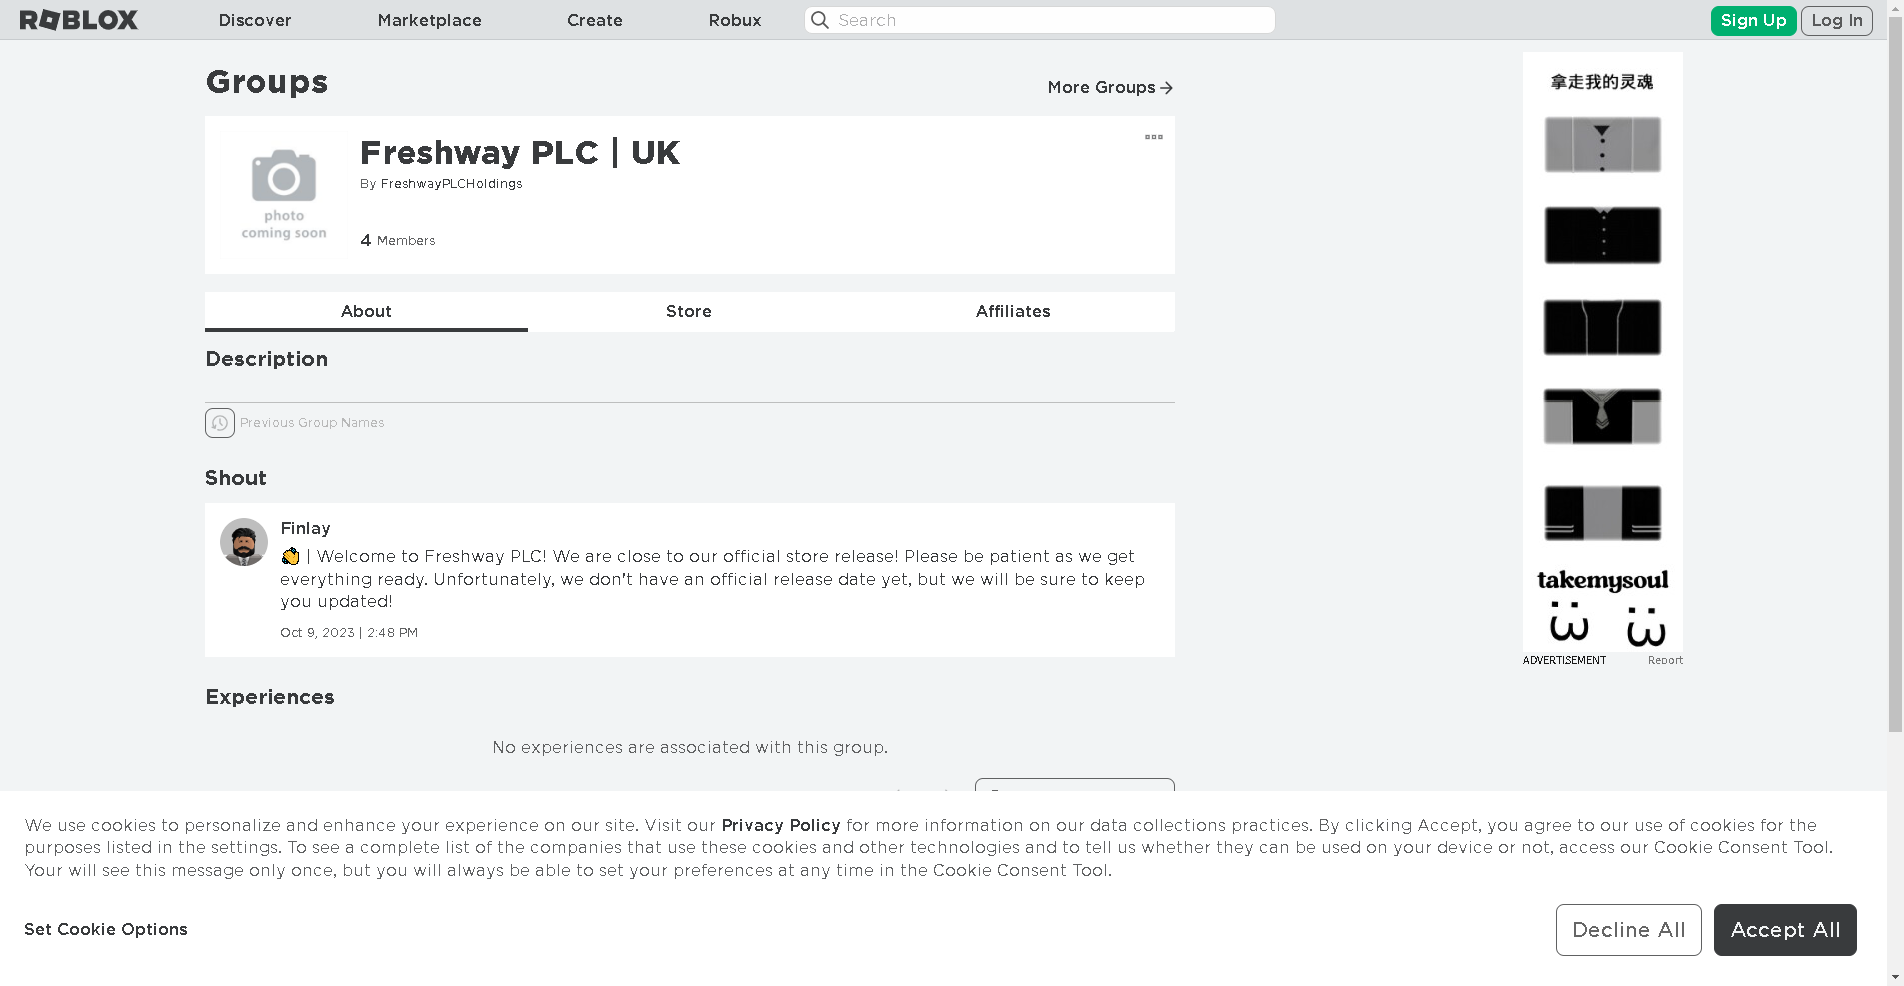 ROBLOX Discover Marketplace Create Robux Search Sign Up Log In
Groups
More Groups
photo
coming soon
Freshway PLC | UK
By FreshwayPLCHoldings
4 Members
About Store Affiliates
Description
Previous Group Names
Shout
Finlay
| Welcome to Freshway PLC! We are close to our official store release! Please be patient as we get
everything ready. Unfortunately, we don't have an official release date yet, but we will be sure to keep
you updated!
Oct 9, 2023 | 2:48 PM
Experiences
No experiences are associated with this group.
拿走我的灵魂
takemysoul
:3 :3
ADVERTISEMENT Report
We use cookies to personalize and enhance your experience on our site. Visit our Privacy Policy for more information on our data collections practices. By clicking Accept, you agree to our use of cookies for the
purposes listed in the settings. To see a complete list of the companies that use these cookies and other technologies and to tell us whether they can be used on your device or not, access our Cookie Consent Tool.
Your will see this message only once, but you will always be able to set your preferences at any time in the Cookie Consent Tool.
Set Cookie Options
Decline All
Accept All